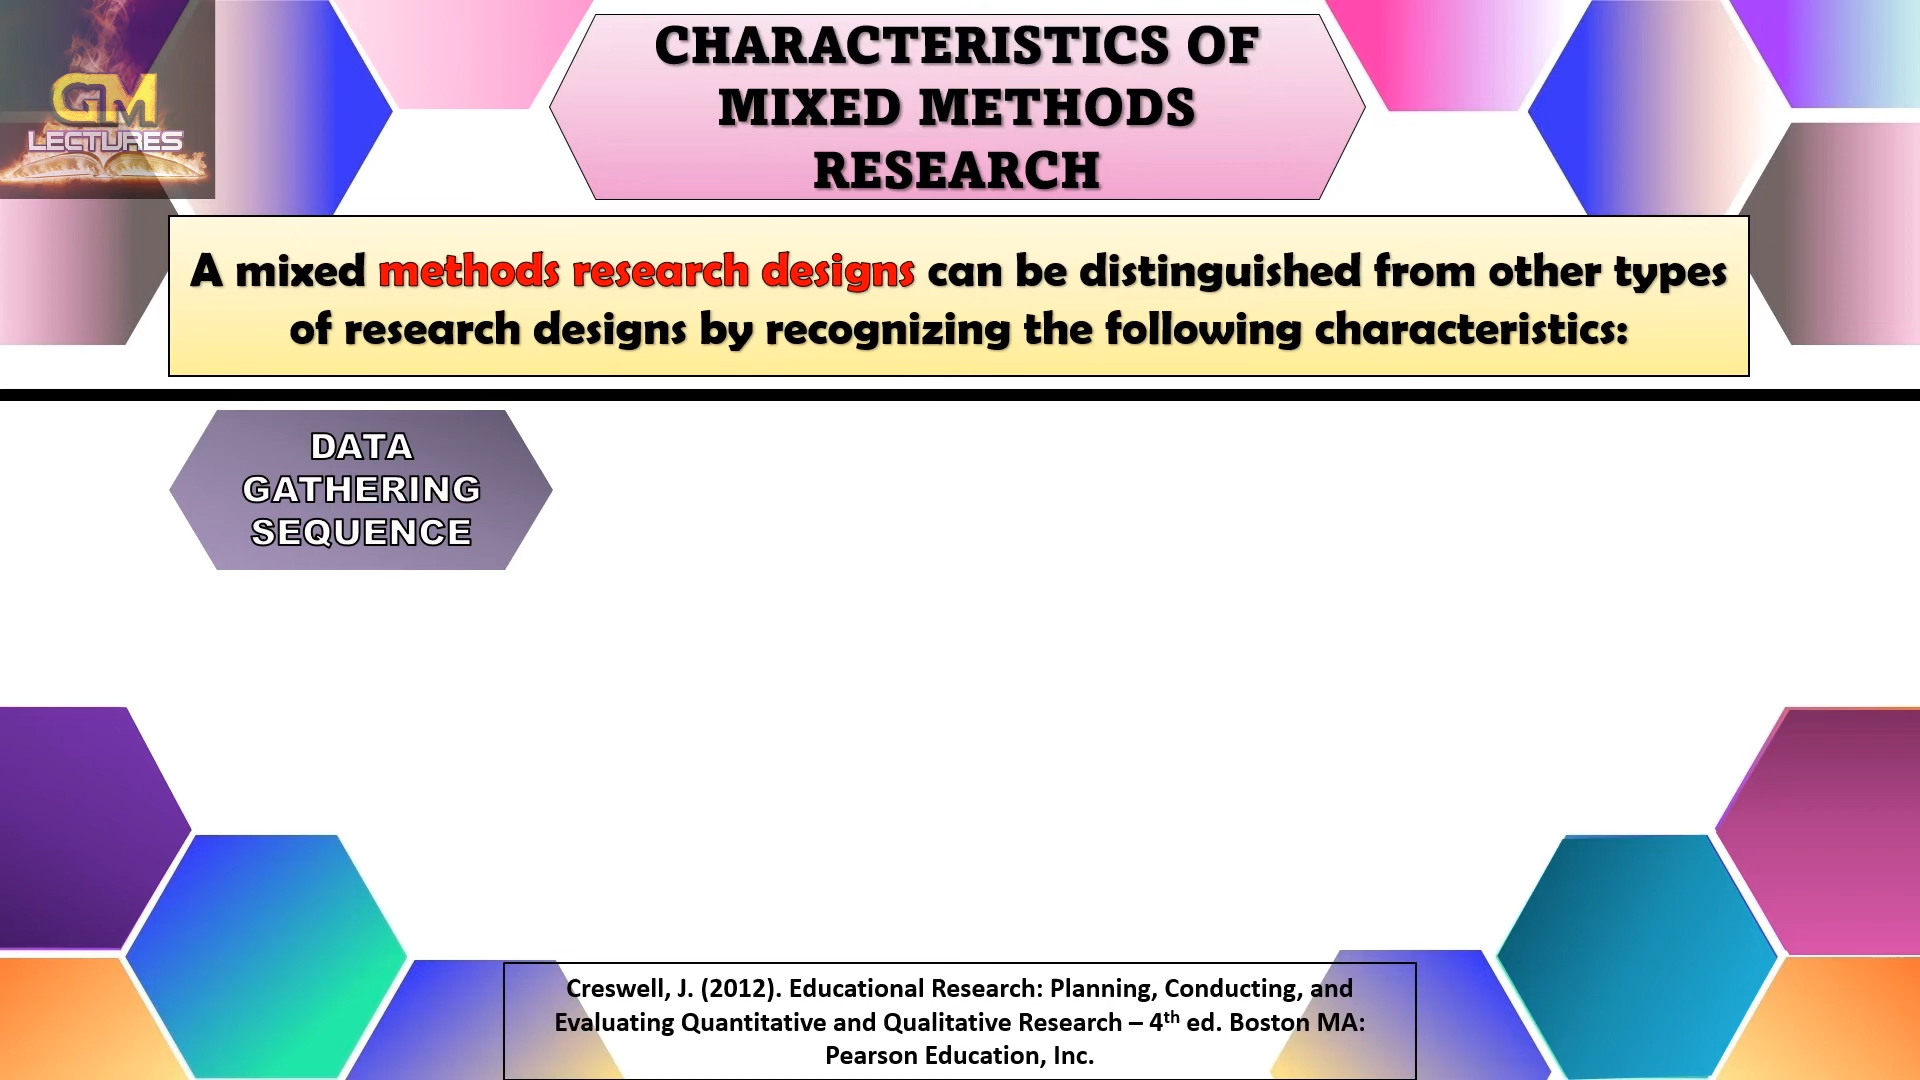 GM
LECTURES
CHARACTERISTICS OF
MIXED METHODS
RESEARCH
A mixed methods research designs can be distinguished from other types
of research designs by recognizing the following characteristics:
DATA
GATHERING
SEQUENCE
Creswell, J. (2012). Educational Research: Planning, Conducting, and
Evaluating Quantitative and Qualitative Research – 4th ed. Boston MA:
Pearson Education, Inc.